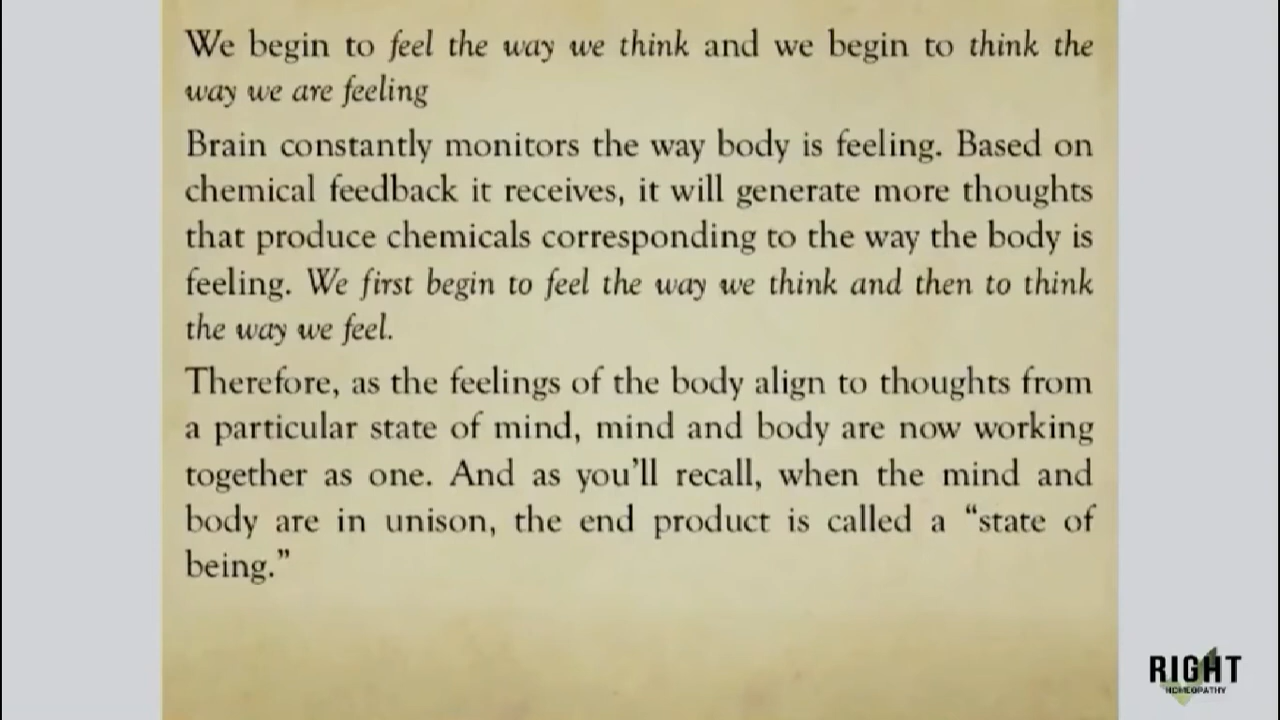 We begin to feel the way we think and we begin to think the
way we are feeling
Brain constantly monitors the way body is feeling. Based on
chemical feedback it receives, it will generate more thoughts
that produce chemicals corresponding to the way the body is
feeling. We first begin to feel the way we think and then to think
the way we feel.
Therefore, as the feelings of the body align to thoughts from
a particular state of mind, mind and body are now working
together as one. And as you’ll recall, when the mind and
body are in unison, the end product is called a “state of
being.”
RIGHT
HOMEOPATHY